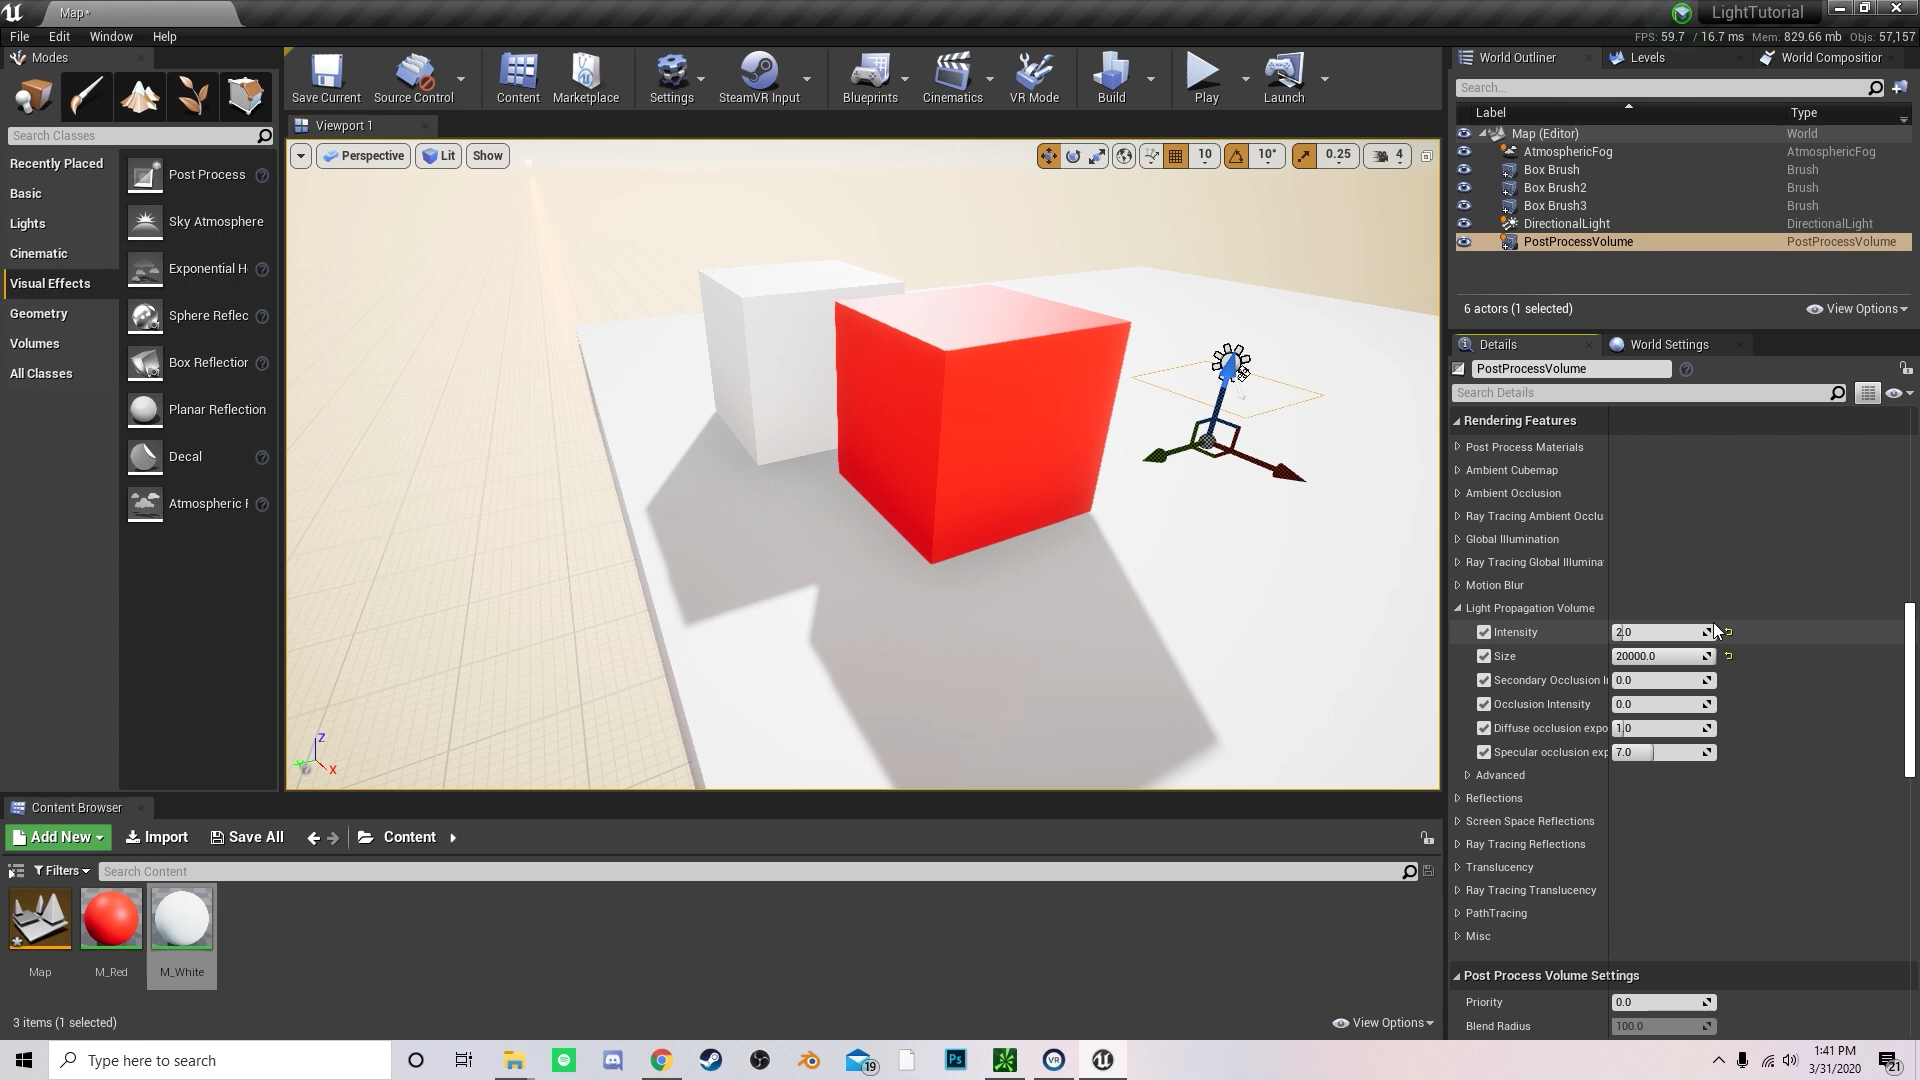 Map*
LightTutorial
File Edit Window Help
FPS: 59.7 / 16.7 ms Mem: 829.66 mb Objs: 57,157
Modes
Search Classes
Recently Placed
Basic
Lights
Cinematic
Visual Effects
Geometry
Volumes
All Classes
Post Process
Sky Atmosphere
Exponential H
Sphere Reflec
Box Reflection
Planar Reflection
Decal
Atmospheric F
Save Current Source Control Content Marketplace Settings SteamVR Input Blueprints Cinematics VR Mode Build Play Launch
Viewport 1
Perspective Lit Show 10 10° 0.25 4
Z
X
World Outliner Levels World Composition
Search...
Label Type
Map (Editor) World
AtmosphericFog AtmosphericFog
Box Brush Brush
Box Brush2 Brush
Box Brush3 Brush
DirectionalLight DirectionalLight
PostProcessVolume PostProcessVolume
6 actors (1 selected) View Options
Details World Settings
PostProcessVolume
Search Details
Rendering Features
Post Process Materials
Ambient Cubemap
Ambient Occlusion
Ray Tracing Ambient Occlu
Global Illumination
Ray Tracing Global Illumina
Motion Blur
Light Propagation Volume
Intensity 2.0
Size 20000.0
Secondary Occlusion I 0.0
Occlusion Intensity 0.0
Diffuse occlusion expo 1.0
Specular occlusion exp 7.0
Advanced
Reflections
Screen Space Reflections
Ray Tracing Reflections
Translucency
Ray Tracing Translucency
PathTracing
Misc
Post Process Volume Settings
Priority 0.0
Blend Radius 100.0
Content Browser
Add New Import Save All Content
Filters Search Content
Map M_Red M_White
3 items (1 selected) View Options
Type here to search
Ps
VR
19
1:41 PM
3/31/2020
21